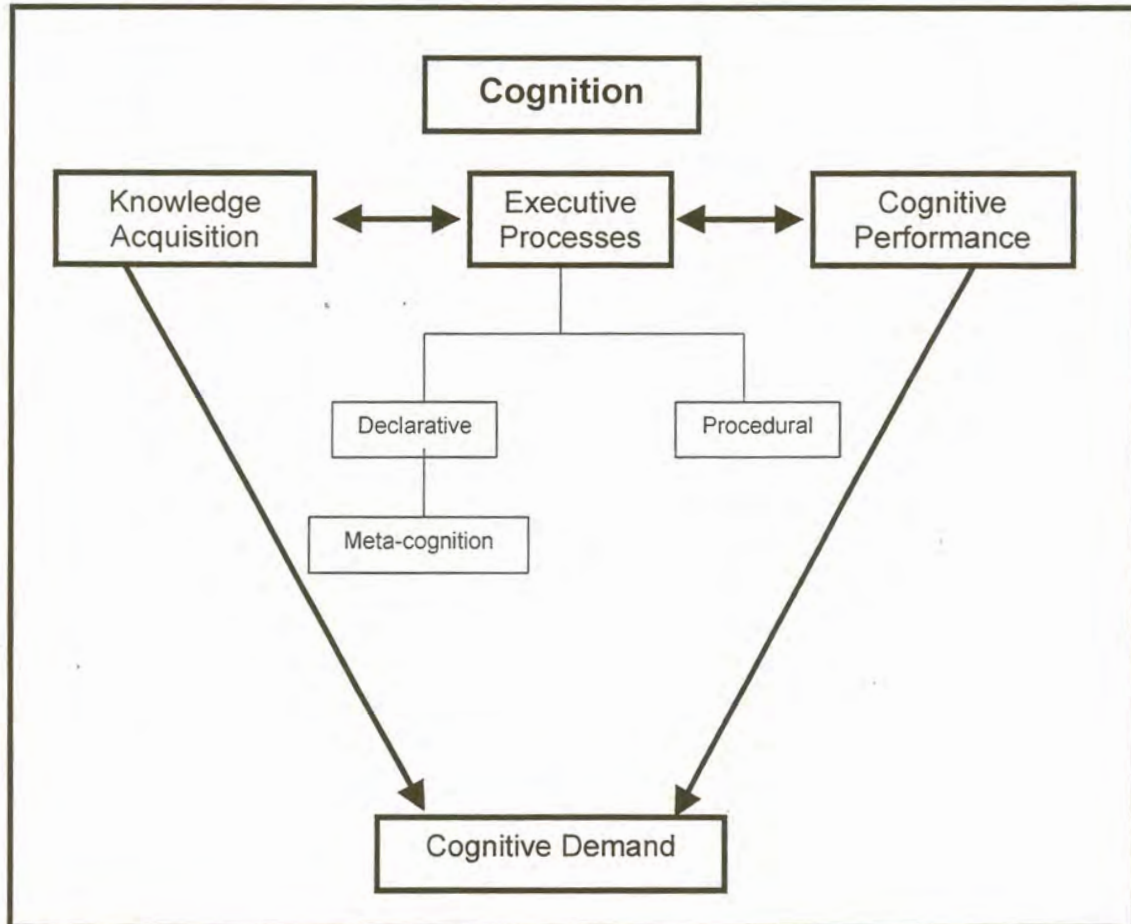 Cognition
Knowledge
Acquisition
Executive
Processes
Cognitive
Performance
Declarative
Procedural
Meta-cognition
Cognitive Demand